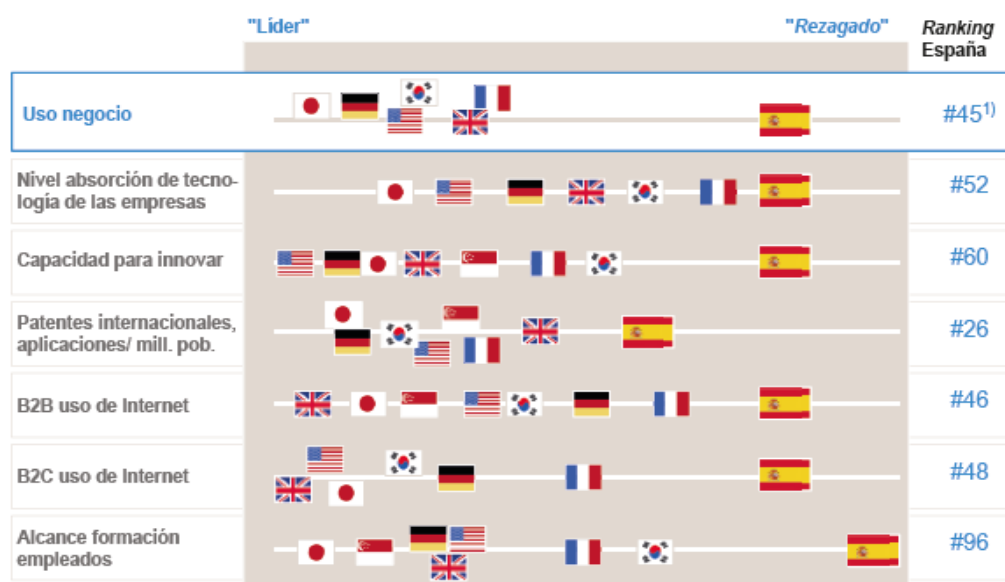 "Líder" "Rezagado" Ranking
España
Uso negocio #45¹⁾
Nivel absorción de tecno-
logía de las empresas #52
Capacidad para innovar #60
Patentes internacionales,
aplicaciones/ mill. pob. #26
B2B uso de Internet #46
B2C uso de Internet #48
Alcance formación
empleados #96